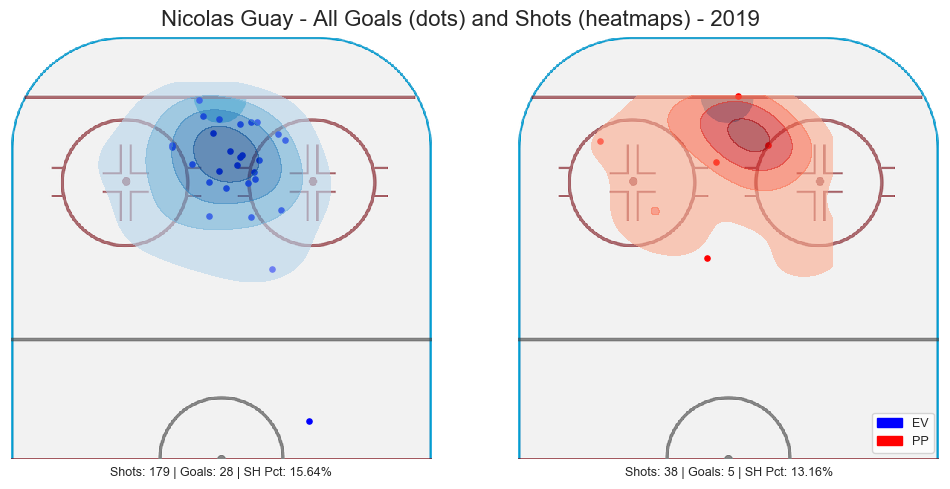 Nicolas Guay - All Goals (dots) and Shots (heatmaps) - 2019
EV
PP
Shots: 179 | Goals: 28 | SH Pct: 15.64%
Shots: 38 | Goals: 5 | SH Pct: 13.16%